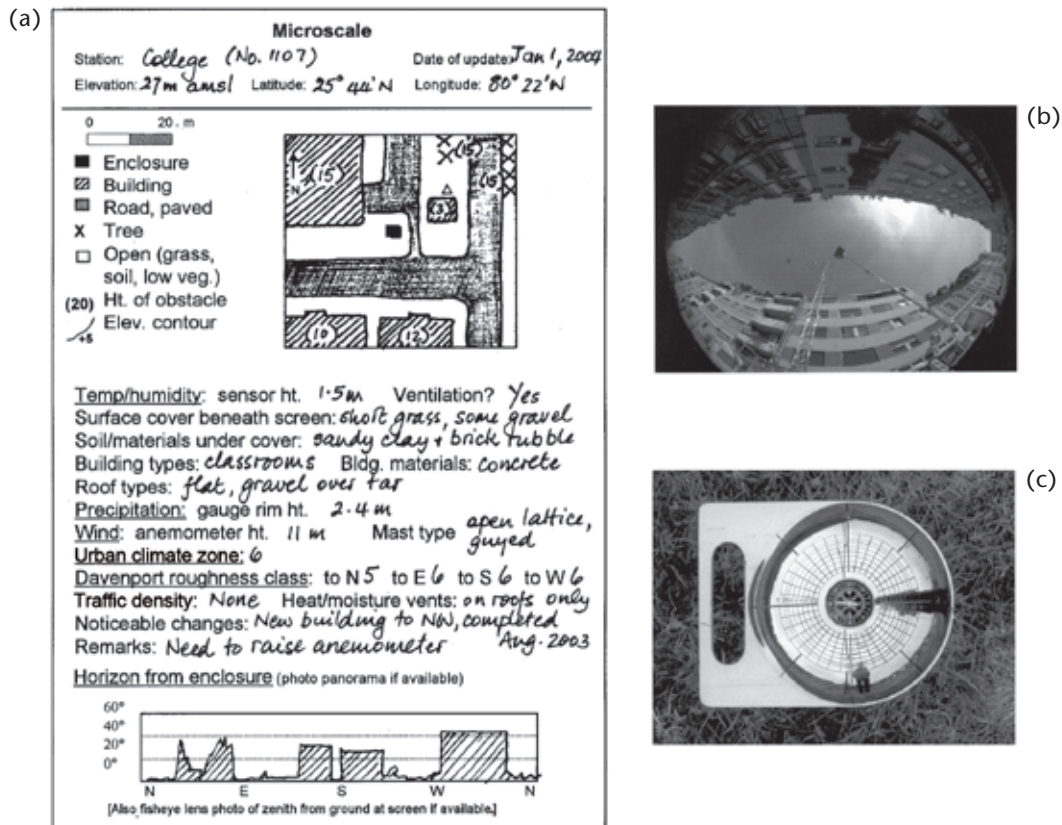 (a)
Microscale
Station: College (No. 1107) Date of update: Jan 1, 2004
Elevation: 27m amsl Latitude: 25° 44' N Longitude: 80° 22' N
0 20. m
Enclosure
Building
Road, paved
X Tree
Open (grass,
soil, low veg.)
(20) Ht. of obstacle
Elev. contour
+5
N
(15)
(15)
(15)
(3)
(10)
(12)
Temp/humidity: sensor ht. 1.5m Ventilation? Yes
Surface cover beneath screen: short grass, some gravel
Soil/materials under cover: sandy clay + brick rubble
Building types: classrooms Bldg. materials: concrete
Roof types: flat, gravel over tar
Precipitation: gauge rim ht. 2.4 m
Wind: anemometer ht. 11 m Mast type open lattice,
guyed
Urban climate zone: 6
Davenport roughness class: to N 5 to E 6 to S 6 to W 6
Traffic density: None Heat/moisture vents: on roofs only
Noticeable changes: New building to NW, completed
Remarks: Need to raise anemometer Aug. 2003
Horizon from enclosure (photo panorama if available)
60°
40°
20°
0°
N E S W N
[Also fisheye lens photo of zenith from ground at screen if available.]
(b)
(c)